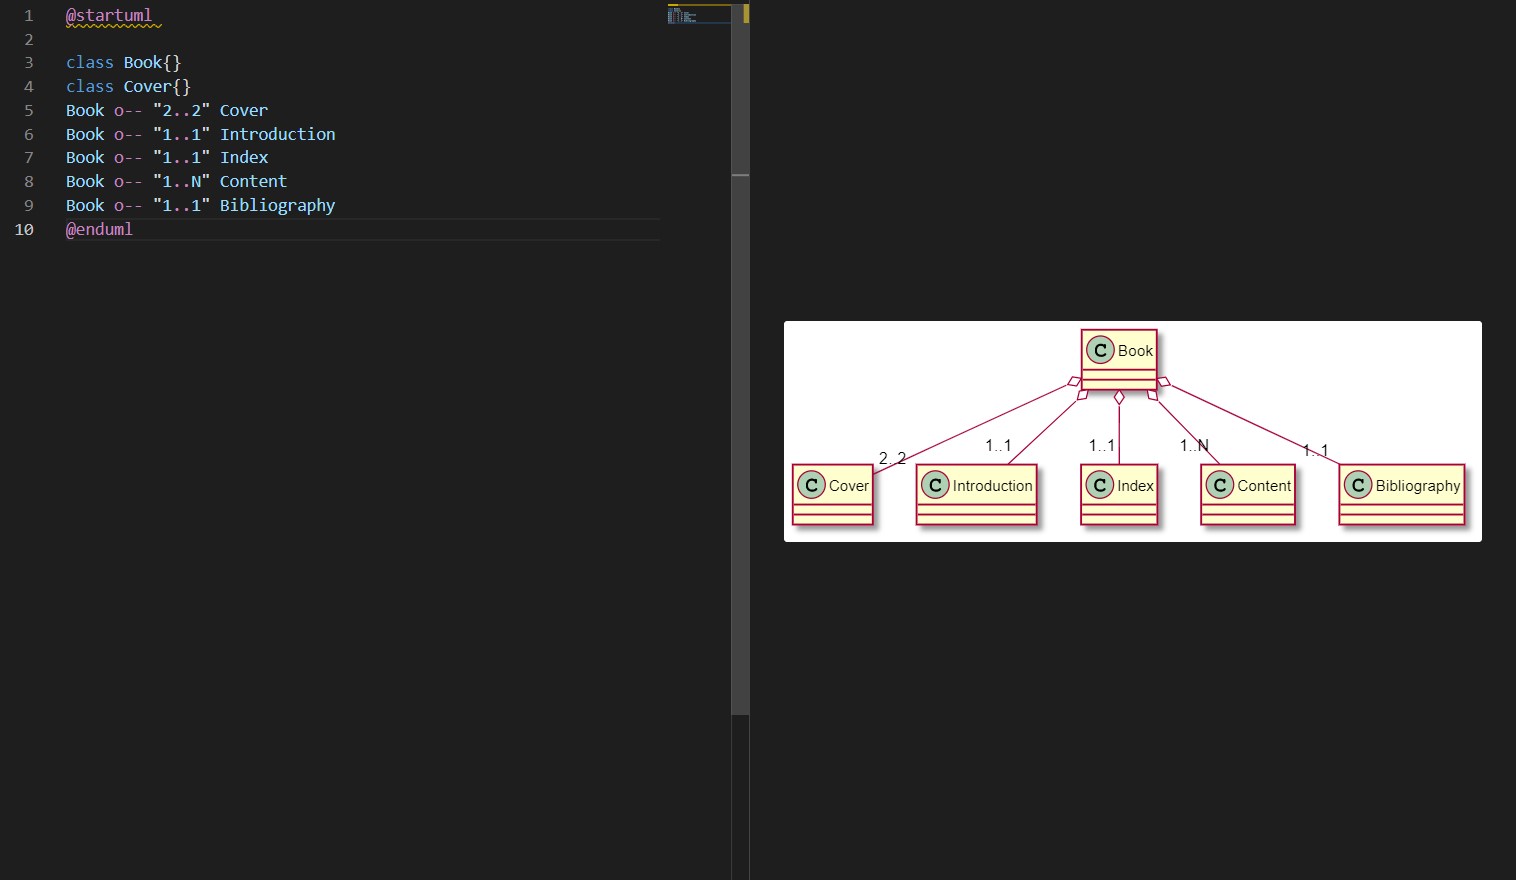 1 @startuml
2
3 class Book{}
4 class Cover{}
5 Book o-- "2..2" Cover
6 Book o-- "1..1" Introduction
7 Book o-- "1..1" Index
8 Book o-- "1..N" Content
9 Book o-- "1..1" Bibliography
10 @enduml
C Book
2..2 1..1 1..1 1..N 1..1
C Cover C Introduction C Index C Content C Bibliography